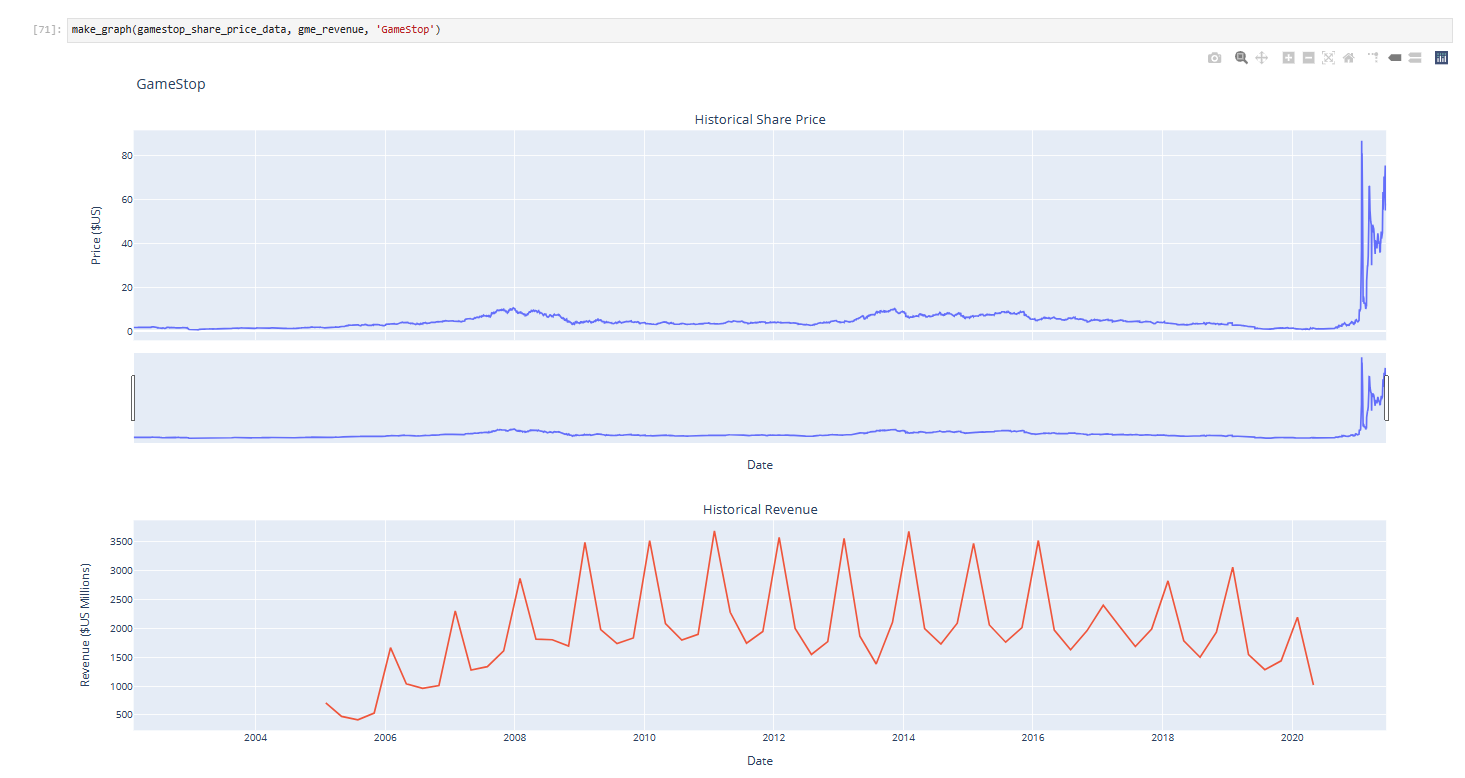 [71]: make_graph(gamestop_share_price_data, gme_revenue, 'GameStop')
GameStop
Historical Share Price
Price ($US)
80
60
40
20
0
Date
Historical Revenue
Revenue ($US Millions)
3500
3000
2500
2000
1500
1000
500
2004 2006 2008 2010 2012 2014 2016 2018 2020
Date